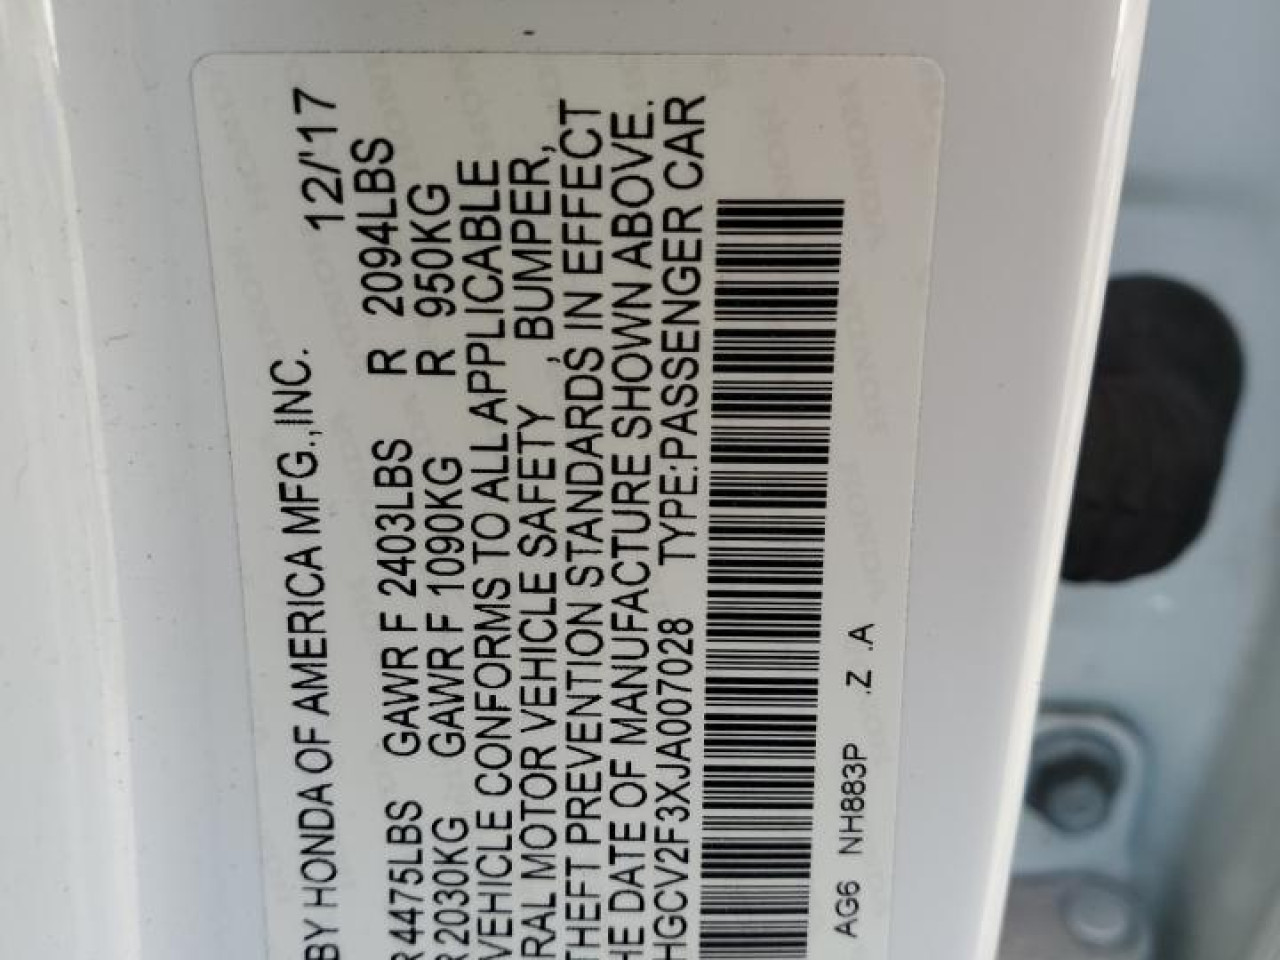 BY HONDA OF AMERICA MFG.,INC. 12/'17
R 4475LBS GAWR F 2403LBS R 2094LBS
R 2030KG GAWR F 1090KG R 950KG
VEHICLE CONFORMS TO ALL APPLICABLE
RAL MOTOR VEHICLE SAFETY , BUMPER,
THEFT PREVENTION STANDARDS IN EFFECT
HE DATE OF MANUFACTURE SHOWN ABOVE.
HGCV2F3XJA007028 TYPE:PASSENGER CAR
AG6 NH883P .Z .A